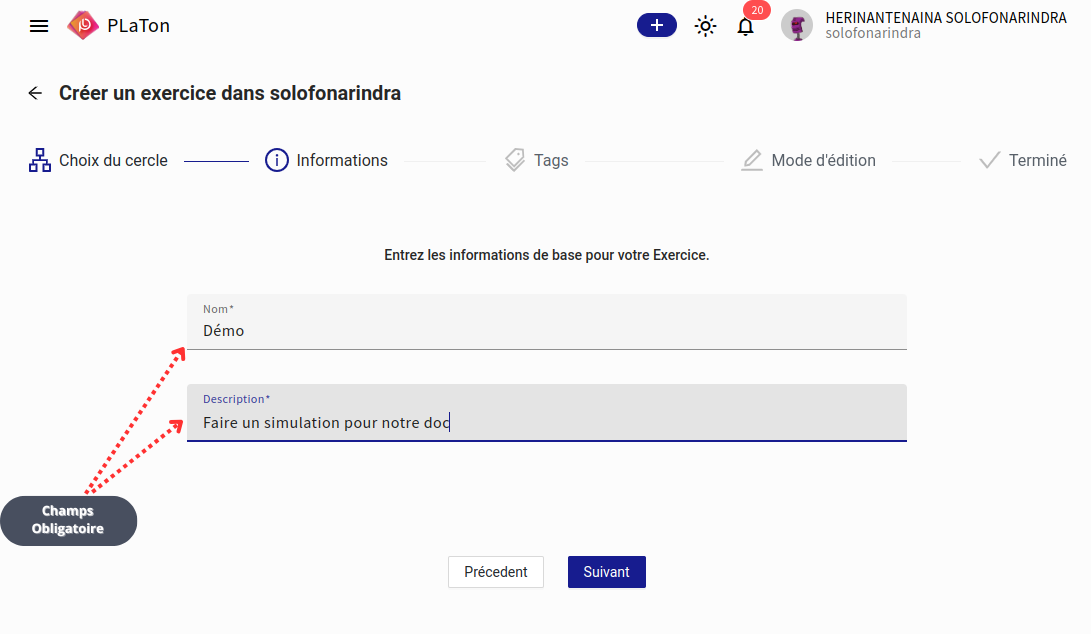 PLaTon
20
HERINANTENAINA SOLOFONARINDRA
solofonarindra
Créer un exercice dans solofonarindra
Choix du cercle
Informations
Tags
Mode d'édition
Terminé
Entrez les informations de base pour votre Exercice.
Nom*
Démo
Description*
Faire un simulation pour notre doc
Champs
Obligatoire
Précedent
Suivant